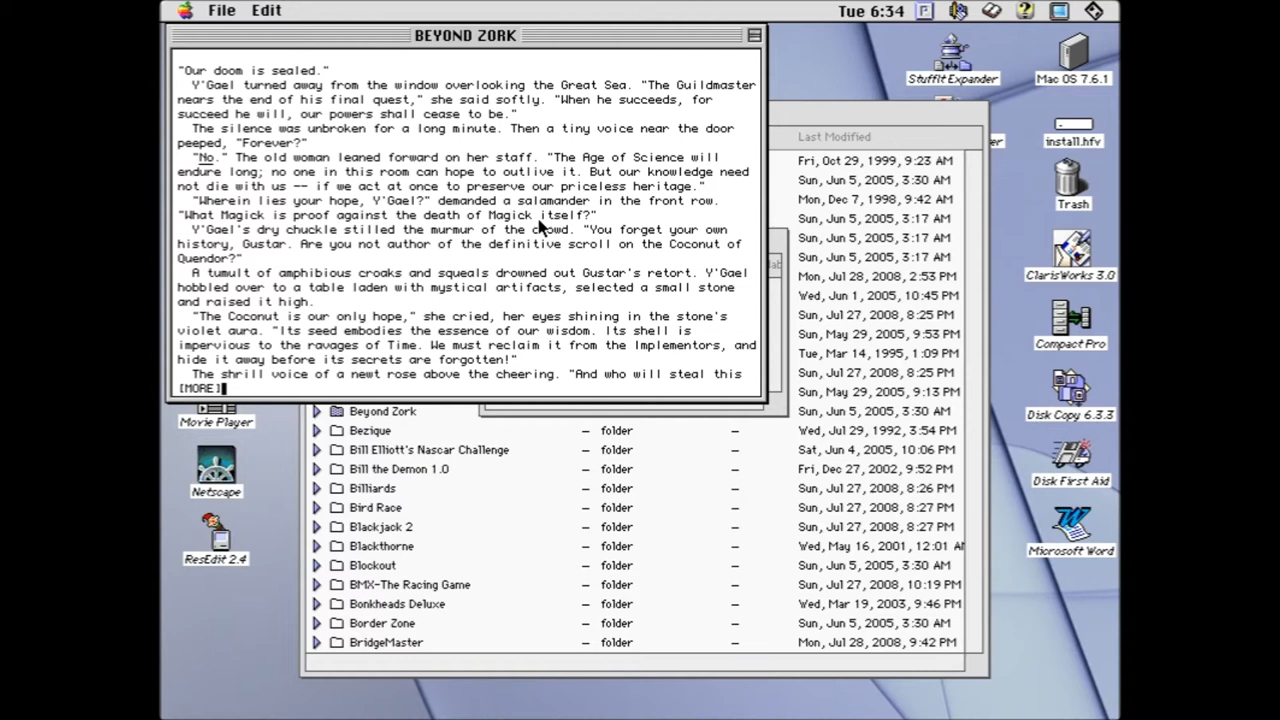 File Edit
Tue 6:34
BEYOND ZORK
"Our doom is sealed."
Y'Gael turned away from the window overlooking the Great Sea. "The Guildmaster
nears the end of his final quest," she said softly. "When he succeeds, for
succeed he will, our powers shall cease to be."
The silence was unbroken for a long minute. Then a tiny voice near the door
peeped, "Forever?"
"No." The old woman leaned forward on her staff. "The Age of Science will
endure long; no one in this room can hope to outlive it. But our knowledge need
not die with us -- if we act at once to preserve our priceless heritage."
"Wherein lies your hope, Y'Gael?" demanded a salamander in the front row.
"What Magick is proof against the death of Magick itself?"
Y'Gael's dry chuckle stilled the murmur of the crowd. "You forget your own
history, Gustar. Are you not author of the definitive scroll on the Coconut of
Quendor?"
A tumult of amphibious croaks and squeals drowned out Gustar's retort. Y'Gael
hobbled over to a table laden with mystical artifacts, selected a small stone
and raised it high.
"The Coconut is our only hope," she cried, her eyes shining in the stone's
violet aura. "Its seed embodies the essence of our wisdom. Its shell is
impervious to the ravages of Time. We must reclaim it from the Implementors, and
hide it away before its secrets are forgotten!"
The shrill voice of a newt rose above the cheering. "And who will steal this
[MORE]
Last Modified
Fri, Oct 29, 1999, 9:23 AM
Sun, Jun 5, 2005, 3:30 AM
Mon, Dec 7, 1998, 9:42 AM
Sun, Jun 5, 2005, 3:17 AM
Sun, Jun 5, 2005, 3:17 AM
Mon, Jul 28, 2008, 2:53 PM
Wed, Jun 1, 2005, 10:45 PM
Sun, Jul 27, 2008, 8:25 PM
Sun, May 29, 2005, 9:53 PM
Tue, Mar 14, 1995, 1:09 PM
Sun, Jul 27, 2008, 8:25 PM
Sun, May 29, 2005, 9:13 PM
Beyond Zork Sun, Jun 5, 2005, 3:30 AM
Bezique – folder – Wed, Jul 29, 1992, 3:54 PM
Bill Elliott's Nascar Challenge – folder – Sat, Jun 4, 2005, 10:06 PM
Bill the Demon 1.0 – folder – Fri, Dec 27, 2002, 9:52 PM
Billiards – folder – Sun, Jul 27, 2008, 8:26 PM
Bird Race – folder – Sun, Jul 27, 2008, 8:27 PM
Blackjack 2 – folder – Sun, Jul 27, 2008, 8:27 PM
Blackthorne – folder – Wed, May 16, 2001, 12:01 AM
Blockout – folder – Sun, Jun 5, 2005, 3:30 AM
BMX-The Racing Game – folder – Sun, Jul 27, 2008, 10:19 PM
Bonkheads Deluxe – folder – Wed, Mar 19, 2003, 9:46 PM
Border Zone – folder – Sun, Jun 5, 2005, 3:30 AM
BridgeMaster – folder – Mon, Jul 28, 2008, 9:42 PM
Movie Player
Netscape
ResEdit 2.4
StuffIt Expander
Mac OS 7.6.1
install.hfv
Trash
ClarisWorks 3.0
Compact Pro
Disk Copy 6.3.3
Disk First Aid
Microsoft Word